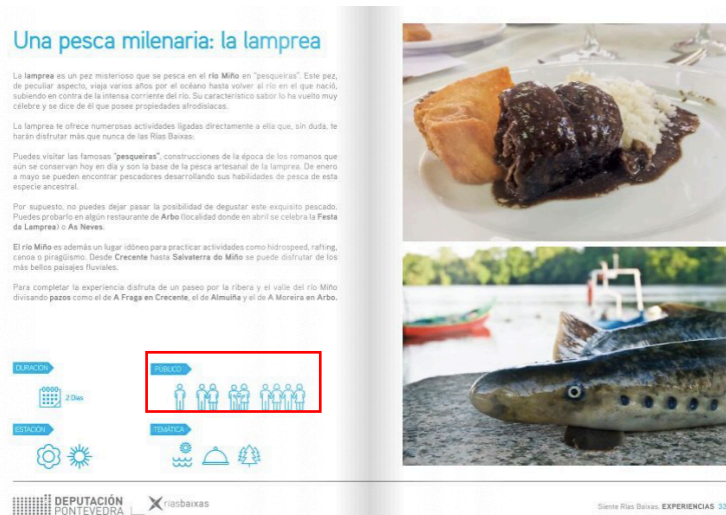 Una pesca milenaria: la lamprea
La lamprea es un pez misterioso que se pesca en el río Miño en "pesqueiras". Este pez,
de peculiar aspecto, viaja varios años por el océano hasta volver al río en el que nació,
subiendo en contra de la intensa corriente del río. Su característico sabor lo ha vuelto muy
célebre y se dice de él que posee propiedades afrodisíacas.
La lamprea te ofrece numerosas actividades ligadas directamente a ella que, sin duda, te
harán disfrutar más que nunca de las Rías Baixas:
Puedes visitar las famosas "pesqueiras", construcciones de la época de los romanos que
aún se conservan hoy en día y son la base de la pesca artesanal de la lamprea. De enero
a mayo se pueden encontrar pescadores desarrollando sus habilidades de pesca de esta
especie ancestral.
Por supuesto, no puedes dejar pasar la posibilidad de degustar este exquisito pescado.
Puedes probarlo en algún restaurante de Arbo (localidad donde en abril se celebra la Festa
da Lamprea) o As Neves.
El río Miño es además un lugar idóneo para practicar actividades como hidrospeed, rafting,
canoa o piragüismo. Desde Crecente hasta Salvaterra do Miño se puede disfrutar de los
más bellos paisajes fluviales.
Para completar la experiencia disfruta de un paseo por la ribera y el valle del río Miño
divisando pazos como el de A Fraga en Crecente, el de Almuíña y el de A Moreira en Arbo.
DURACIÓN
PÚBLICO
2 Días
ESTACIÓN
TEMÁTICA
DEPUTACIÓN
PONTEVEDRA
riasbaixas
Siente Rías Baixas. EXPERIENCIAS